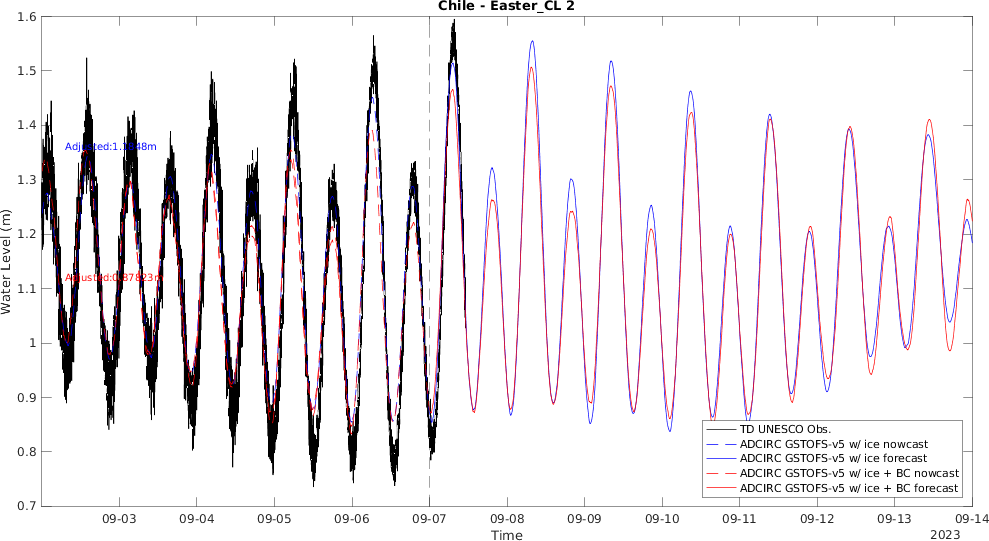 Chile - Easter_CL 2
Water Level (m)
1.6
1.5
1.4
1.3
1.2
1.1
1
0.9
0.8
0.7
09-03 09-04 09-05 09-06 09-07 09-08 09-09 09-10 09-11 09-12 09-13 09-14
Time
2023
TD UNESCO Obs.
ADCIRC GSTOFS-v5 w/ ice nowcast
ADCIRC GSTOFS-v5 w/ ice forecast
ADCIRC GSTOFS-v5 w/ ice + BC nowcast
ADCIRC GSTOFS-v5 w/ ice + BC forecast